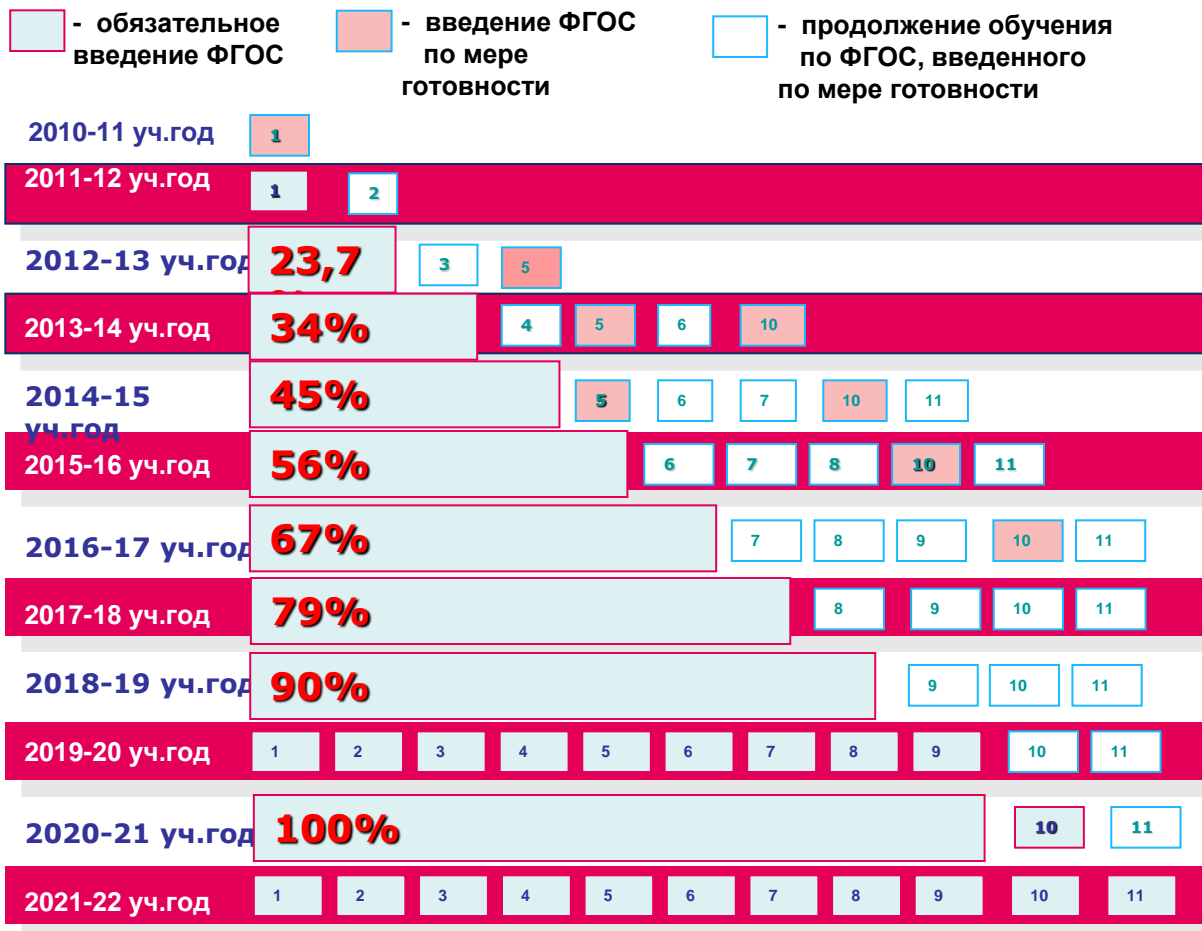 - обязательное
введение ФГОС
- введение ФГОС
по мере
готовности
- продолжение обучения
по ФГОС, введенного
по мере готовности
2010-11 уч.год 1
2011-12 уч.год 1 2
2012-13 уч.год 23,7 3 5
2013-14 уч.год 34% 4 5 6 10
2014-15
уч.год
45% 5 6 7 10 11
2015-16 уч.год 56% 6 7 8 10 11
2016-17 уч.год 67% 7 8 9 10 11
2017-18 уч.год 79% 8 9 10 11
2018-19 уч.год 90% 9 10 11
2019-20 уч.год 1 2 3 4 5 6 7 8 9 10 11
2020-21 уч.год 100% 10 11
2021-22 уч.год 1 2 3 4 5 6 7 8 9 10 11